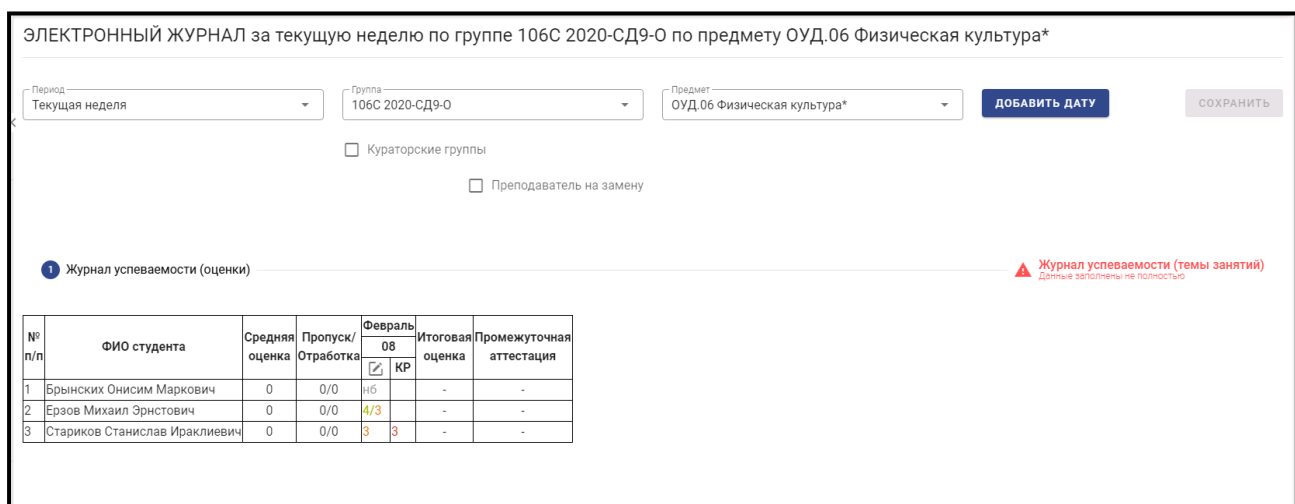 ЭЛЕКТРОННЫЙ ЖУРНАЛ за текущую неделю по группе 106С 2020-СД9-О по предмету ОУД.06 Физическая культура*
Период Группа Предмет
Текущая неделя 106С 2020-СД9-О ОУД.06 Физическая культура* ДОБАВИТЬ ДАТУ СОХРАНИТЬ
Кураторские группы
Преподаватель на замену
1 Журнал успеваемости (оценки) Журнал успеваемости (темы занятий)
Данные заполнены не полностью
№ п/п ФИО студента Средняя оценка Пропуск/ Отработка Февраль 08 КР Итоговая оценка Промежуточная аттестация
1 Брынских Онисим Маркович 0 0/0 нб - -
2 Ерзов Михаил Эрнстович 0 0/0 4/3 - -
3 Стариков Станислав Ираклиевич 0 0/0 3 3 - -